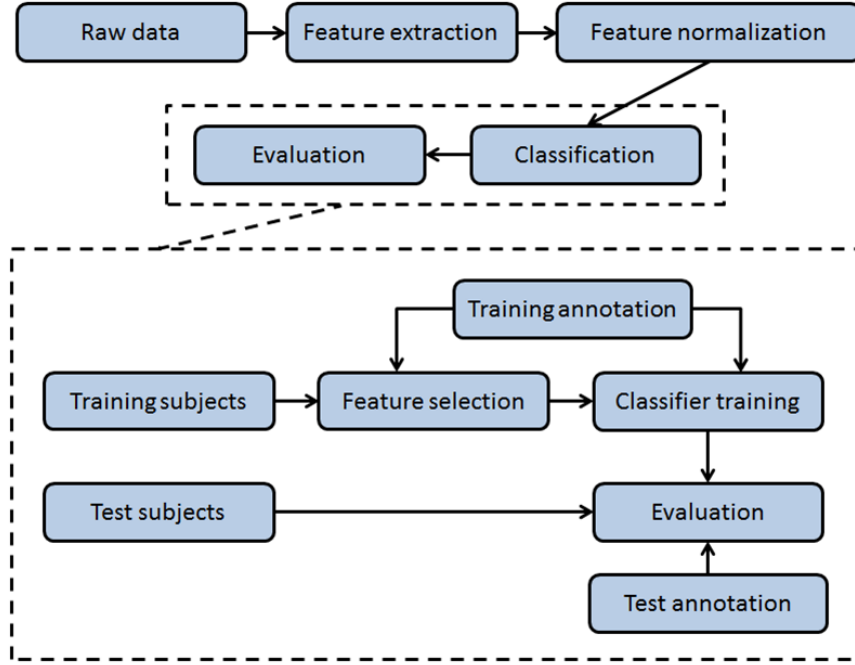 Raw data
Feature extraction
Feature normalization
Evaluation
Classification
Training annotation
Training subjects
Feature selection
Classifier training
Test subjects
Evaluation
Test annotation